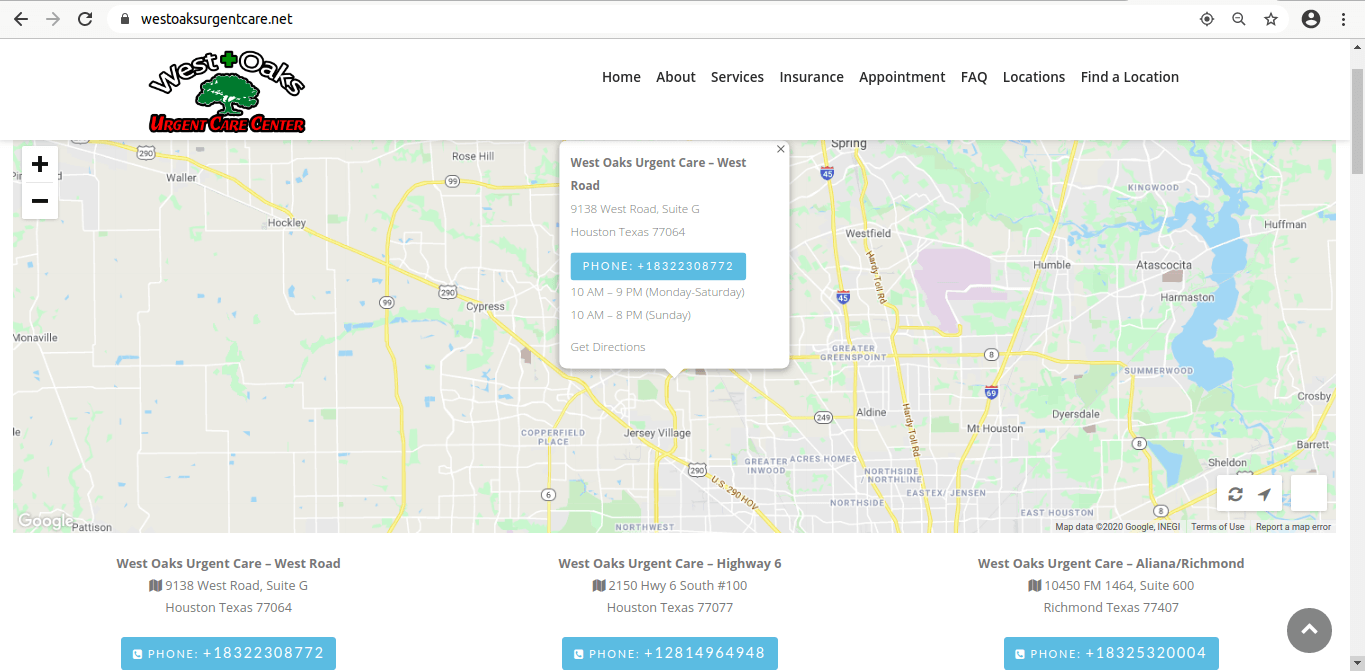 westoaksurgentcare.net
West Oaks
URGENT CARE CENTER
Home About Services Insurance Appointment FAQ Locations Find a Location
+
−
290
Waller
Rose Hill
99
Hockley
290
99
Cypress
Monaville
West Oaks Urgent Care – West
Road
9138 West Road, Suite G
Houston Texas 77064
PHONE: +18322308772
10 AM – 9 PM (Monday-Saturday)
10 AM – 8 PM (Sunday)
Get Directions
×
Spring
45
KINGWOOD
Huffman
Westfield
Hardy Toll Rd
Humble
Atascocita
45
Harmaston
GREATER
GREENSPOINT
8
SUMMERWOOD
69
Crosby
249
Aldine
Dyersdale
Hardy Toll Rd
Mt Houston
COPPERFIELD
PLACE
Jersey Village
8
Barrett
290
GREATER
INWOOD
ACRES HOMES
Sheldon
NORTHSIDE
/ NORTHLINE
U.S. 290 HOV
6
EASTEX/ JENSEN
NORTHSIDE
EAST HOUSTON
8
Google
Pattison
NORTHWEST
Map data ©2020 Google, INEGI Terms of Use Report a map error
West Oaks Urgent Care – West Road
9138 West Road, Suite G
Houston Texas 77064
PHONE: +18322308772
West Oaks Urgent Care – Highway 6
2150 Hwy 6 South #100
Houston Texas 77077
PHONE: +12814964948
West Oaks Urgent Care – Aliana/Richmond
10450 FM 1464, Suite 600
Richmond Texas 77407
PHONE: +18325320004